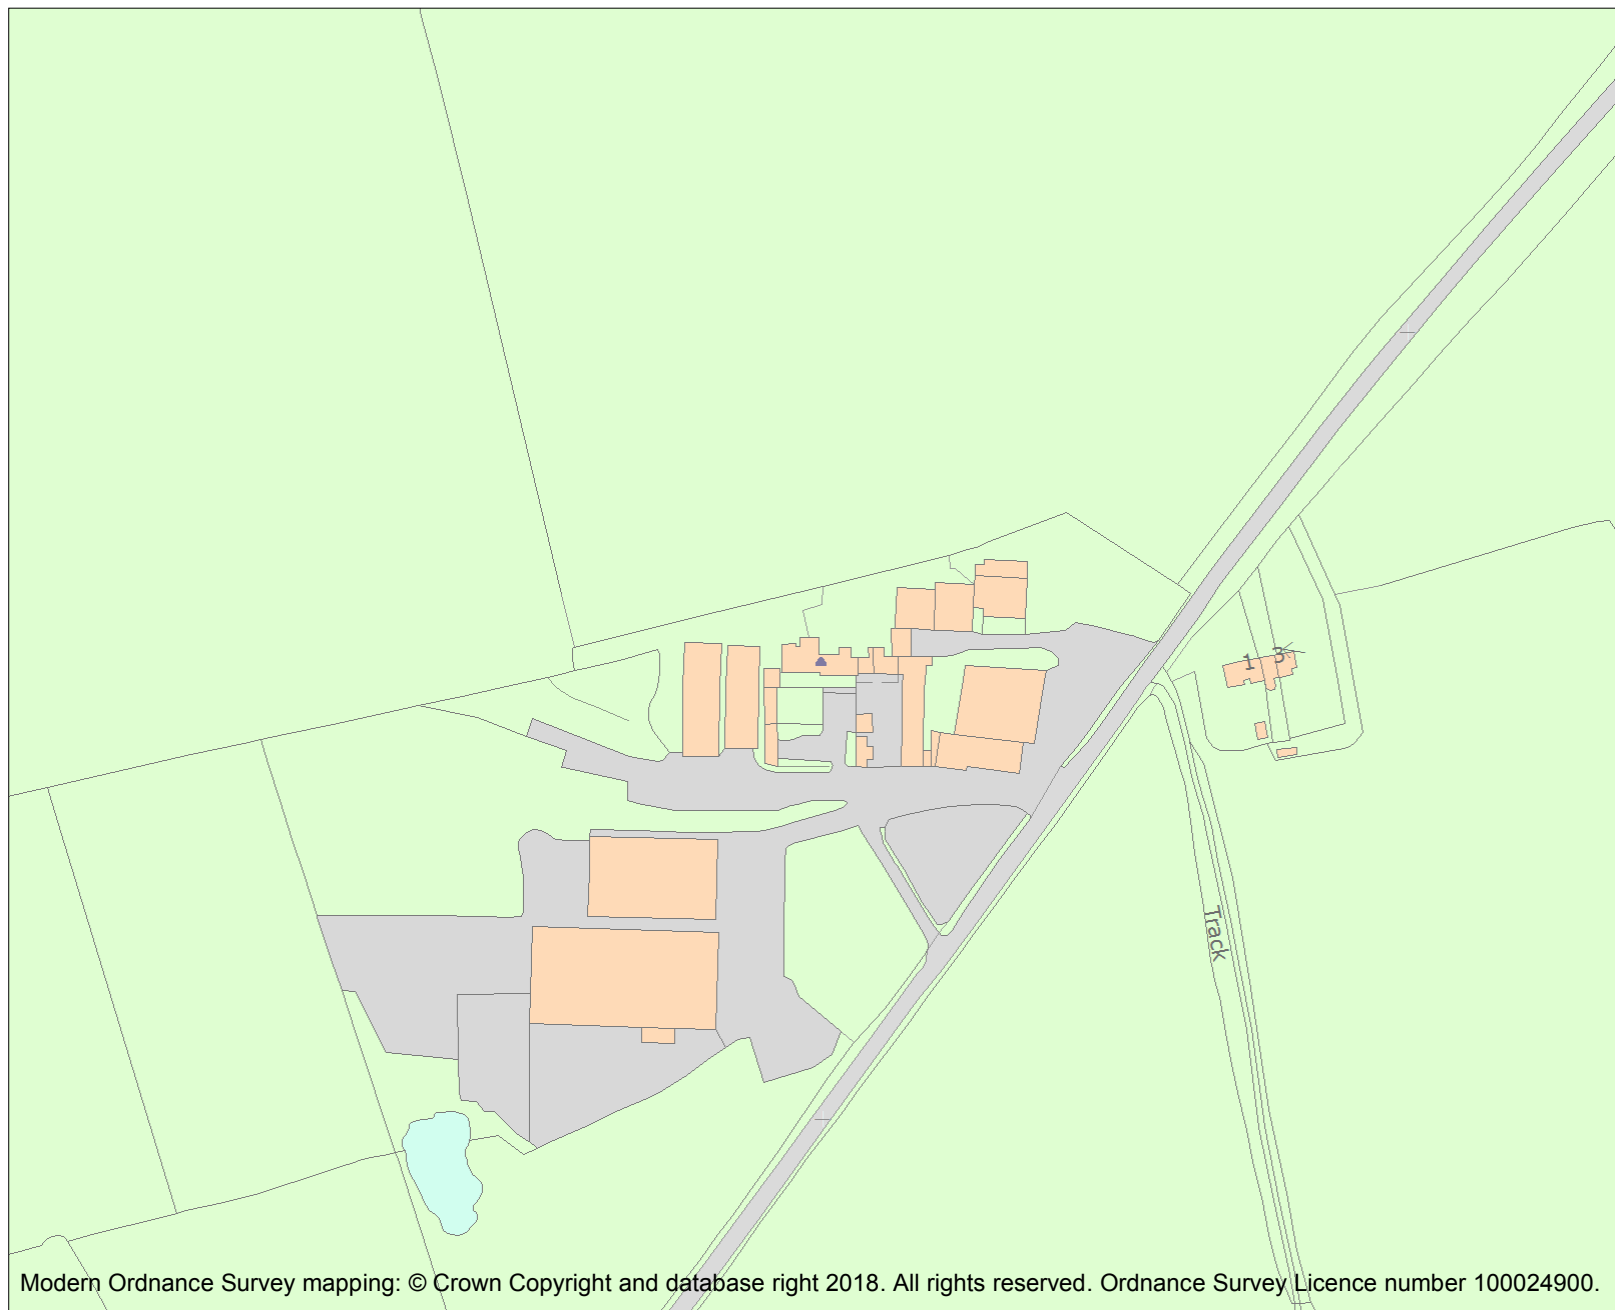 1 3
Track
Modern Ordnance Survey mapping: © Crown Copyright and database right 2018. All rights reserved. Ordnance Survey Licence number 100024900.